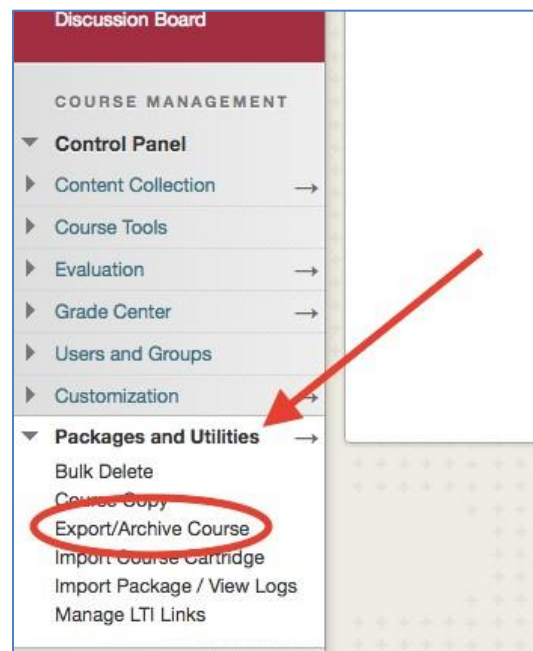 Discussion Board
COURSE MANAGEMENT
Control Panel
Content Collection
Course Tools
Evaluation
Grade Center
Users and Groups
Customization
Packages and Utilities
Bulk Delete
Course Copy
Export/Archive Course
Import Course Cartridge
Import Package / View Logs
Manage LTI Links